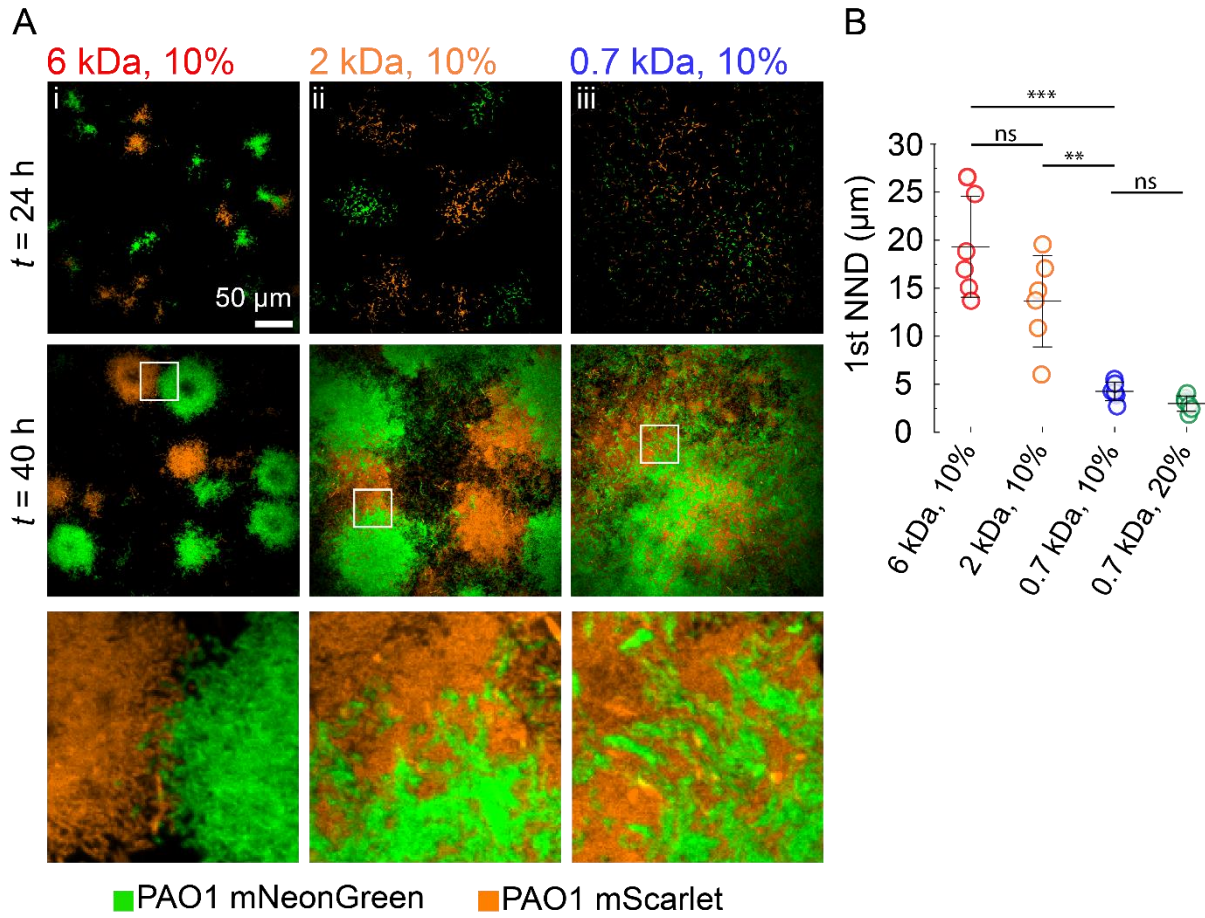 A
6 kDa, 10%
2 kDa, 10%
0.7 kDa, 10%
i
ii
iii
t = 24 h
50 µm
t = 40 h
PAO1 mNeonGreen
PAO1 mScarlet
B
***
ns
**
ns
1st NND (µm)
30
25
20
15
10
5
0
6 kDa, 10%
2 kDa, 10%
0.7 kDa, 10%
0.7 kDa, 20%